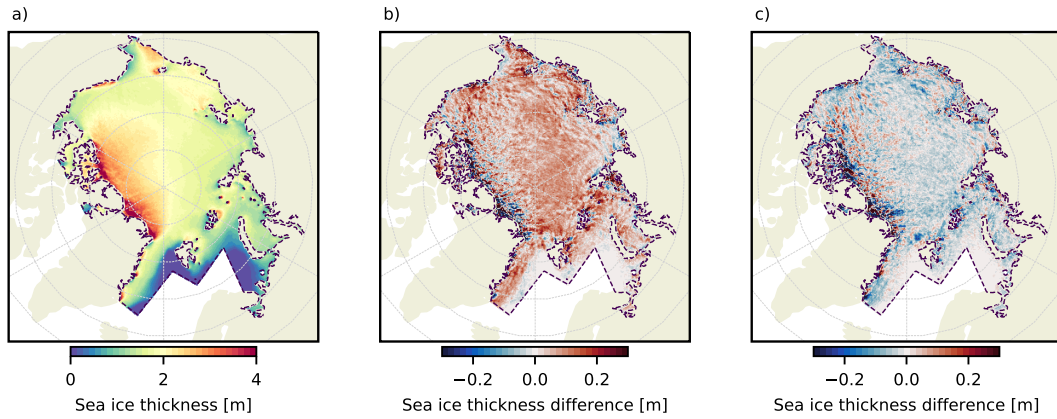 a)
b)
c)
0 2 4
−0.2 0.0 0.2
−0.2 0.0 0.2
Sea ice thickness [m]
Sea ice thickness difference [m]
Sea ice thickness difference [m]